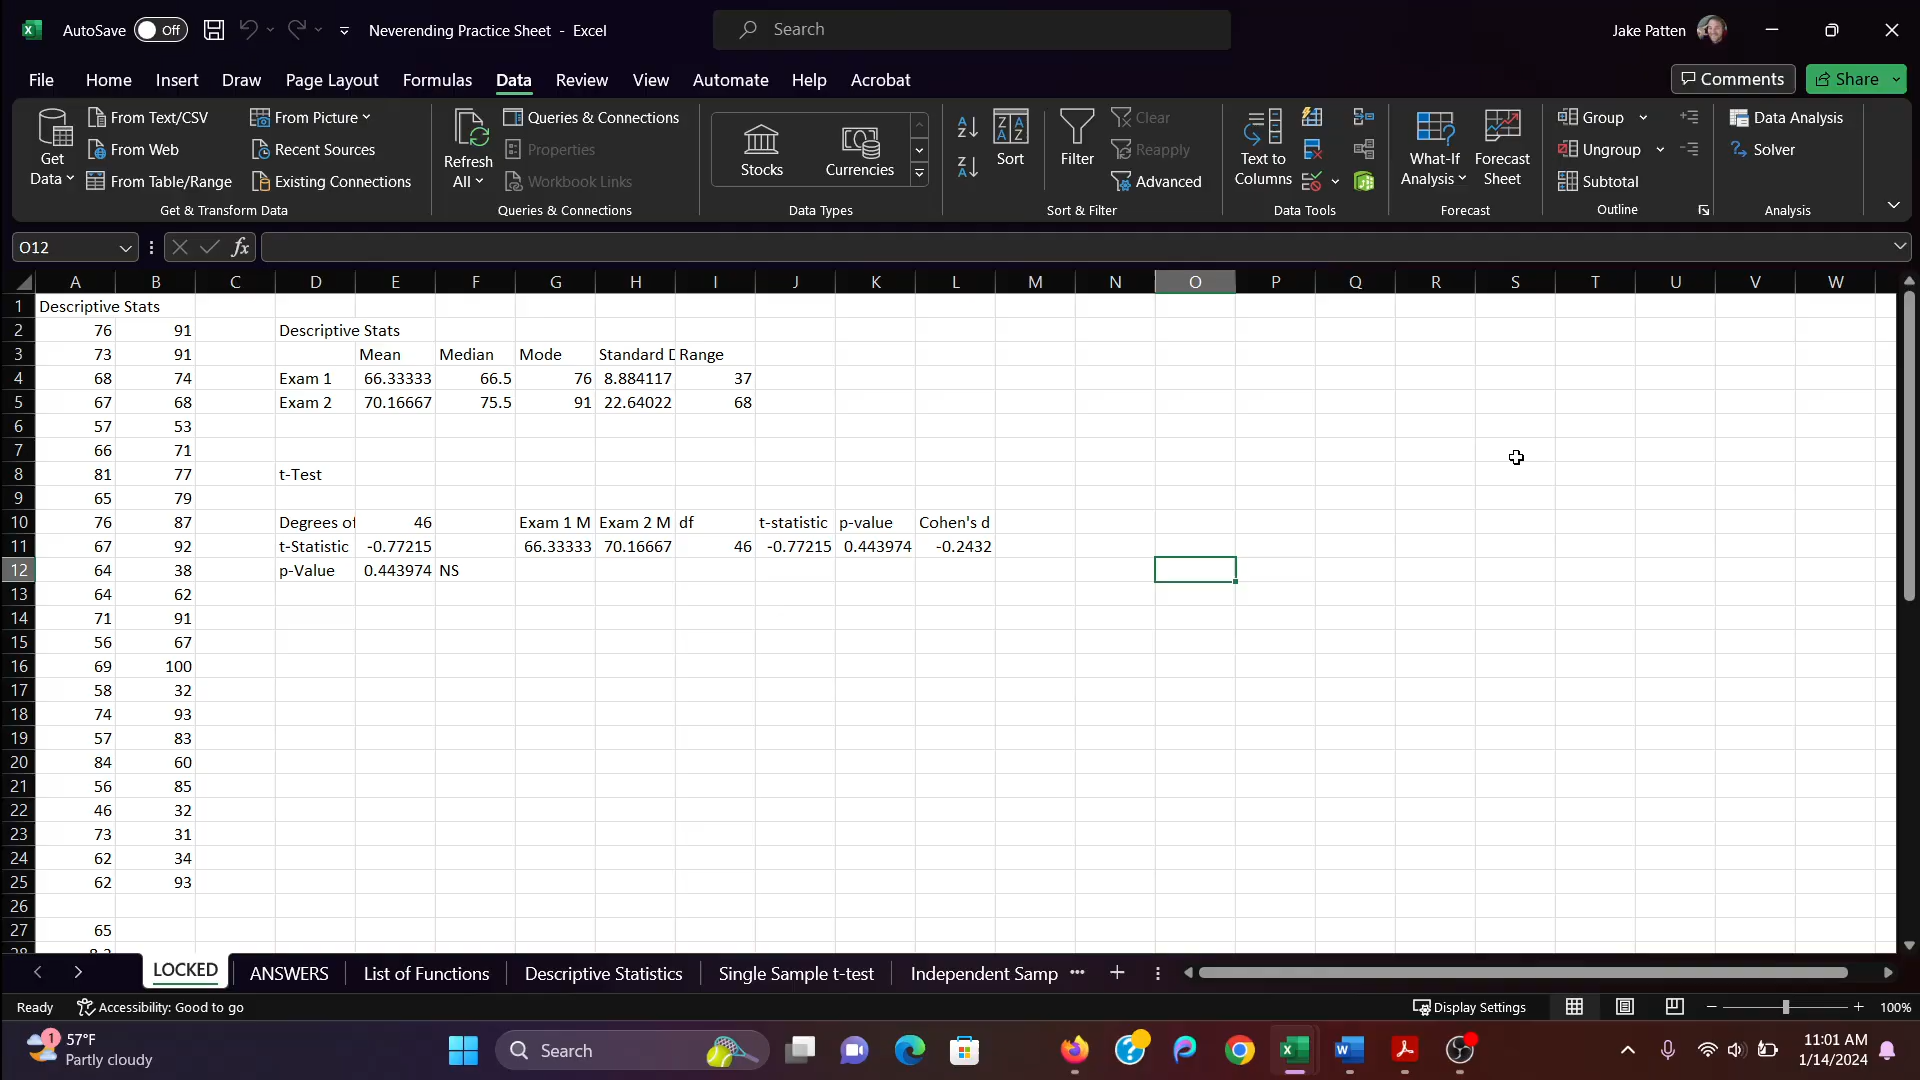 AutoSave Off Neverending Practice Sheet - Excel Search Jake Patten
File Home Insert Draw Page Layout Formulas Data Review View Automate Help Acrobat Comments Share
Get Data From Text/CSV From Picture Refresh All Queries & Connections Stocks Currencies Sort Filter Clear Text to Columns What-If Analysis Forecast Sheet Group Data Analysis
From Web Recent Sources Properties Reapply Ungroup Solver
From Table/Range Existing Connections Workbook Links Advanced Subtotal
Get & Transform Data Queries & Connections Data Types Sort & Filter Data Tools Forecast Outline Analysis
O12 fx
A B C D E F G H I J K L M N O P Q R S T U V W
1 Descriptive Stats
2 76 91 Descriptive Stats
3 73 91 Mean Median Mode Standard D Range
4 68 74 Exam 1 66.33333 66.5 76 8.884117 37
5 67 68 Exam 2 70.16667 75.5 91 22.64022 68
6 57 53
7 66 71
8 81 77 t-Test
9 65 79
10 76 87 Degrees of 46 Exam 1 M Exam 2 M df t-statistic p-value Cohen's d
11 67 92 t-Statistic -0.77215 66.33333 70.16667 46 -0.77215 0.443974 -0.2432
12 64 38 p-Value 0.443974 NS
13 64 62
14 71 91
15 56 67
16 69 100
17 58 32
18 74 93
19 57 83
20 84 60
21 56 85
22 46 32
23 73 31
24 62 34
25 62 93
26
27 65
LOCKED ANSWERS List of Functions Descriptive Statistics Single Sample t-test Independent Samp
Ready Accessibility: Good to go Display Settings 100%
1 57°F Search 11:01 AM
Partly cloudy 1/14/2024